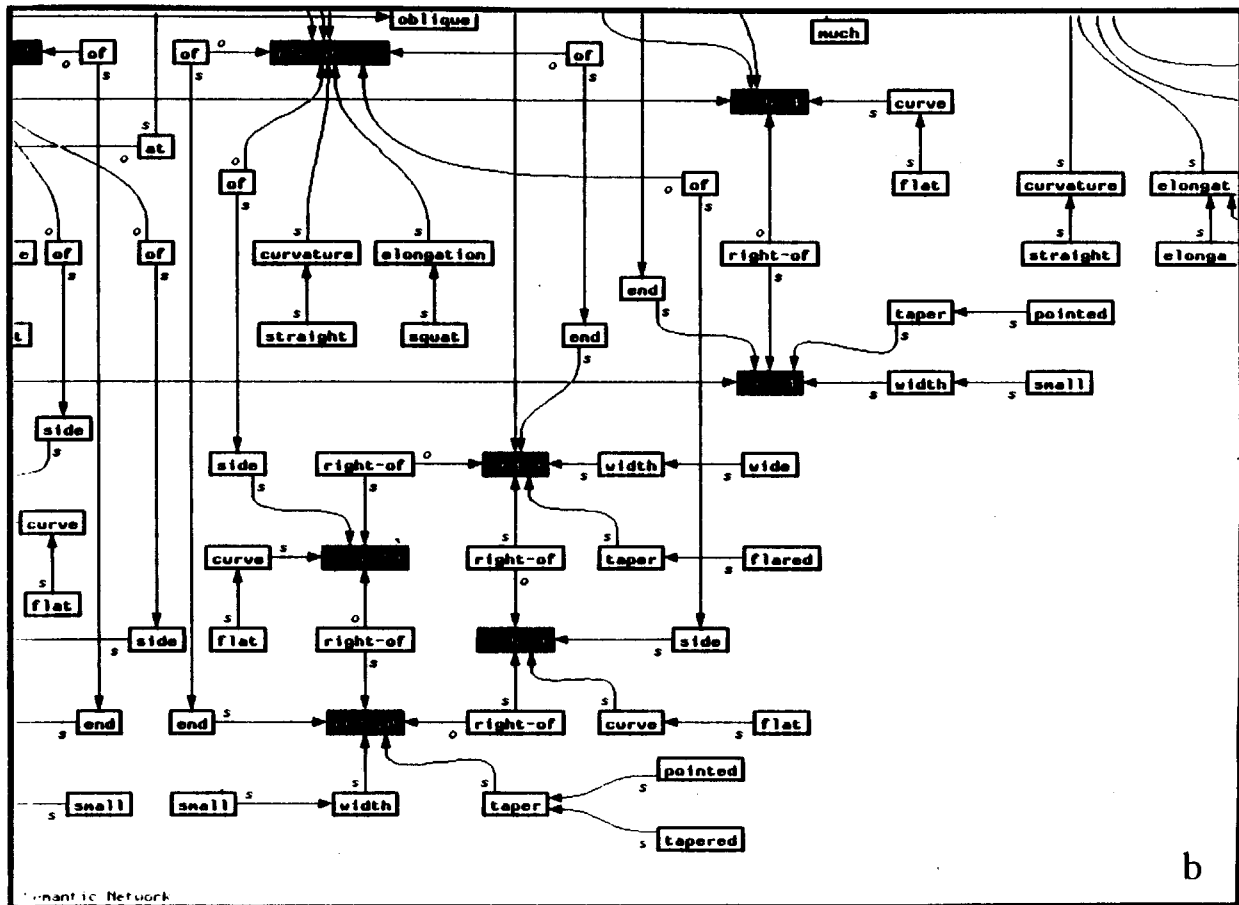 oblique
much
of
of
of
o
s
o
s
o
s
curve
s
at
s
o
of
o
s
of
o
s
flat
s
curvature
s
elongat
s
e
of
o
s
of
o
s
curvature
s
elongation
s
right-of
o
s
straight
s
elonga
s
end
s
t
straight
s
squat
s
end
s
taper
s
pointed
s
width
s
small
s
side
s
side
s
right-of
o
s
width
s
wide
s
curve
curve
s
right-of
s
o
taper
s
flared
s
flat
s
side
s
flat
s
right-of
o
s
side
s
end
s
end
s
right-of
s
o
curve
s
flat
s
pointed
s
small
s
small
s
width
s
taper
s
tapered
s
b
Semantic Network